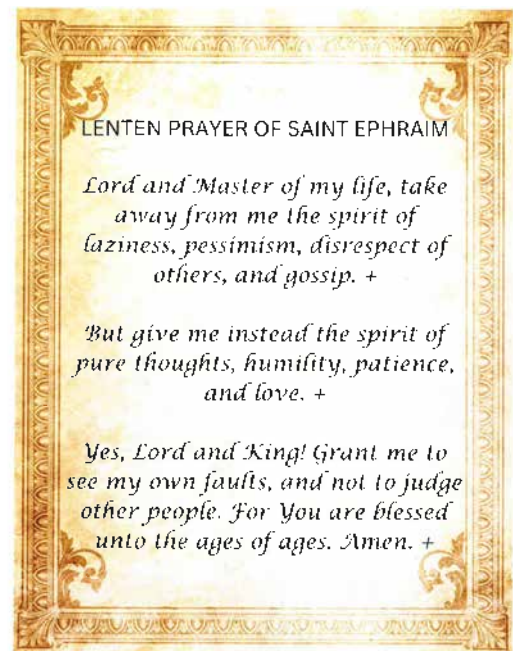 LENTEN PRAYER OF SAINT EPHRAIM
Lord and Master of my life, take
away from me the spirit of
laziness, pessimism, disrespect of
others, and gossip. +
But give me instead the spirit of
pure thoughts, humility, patience,
and love. +
Yes, Lord and King! Grant me to
see my own faults, and not to judge
other people. For You are blessed
unto the ages of ages. Amen. +